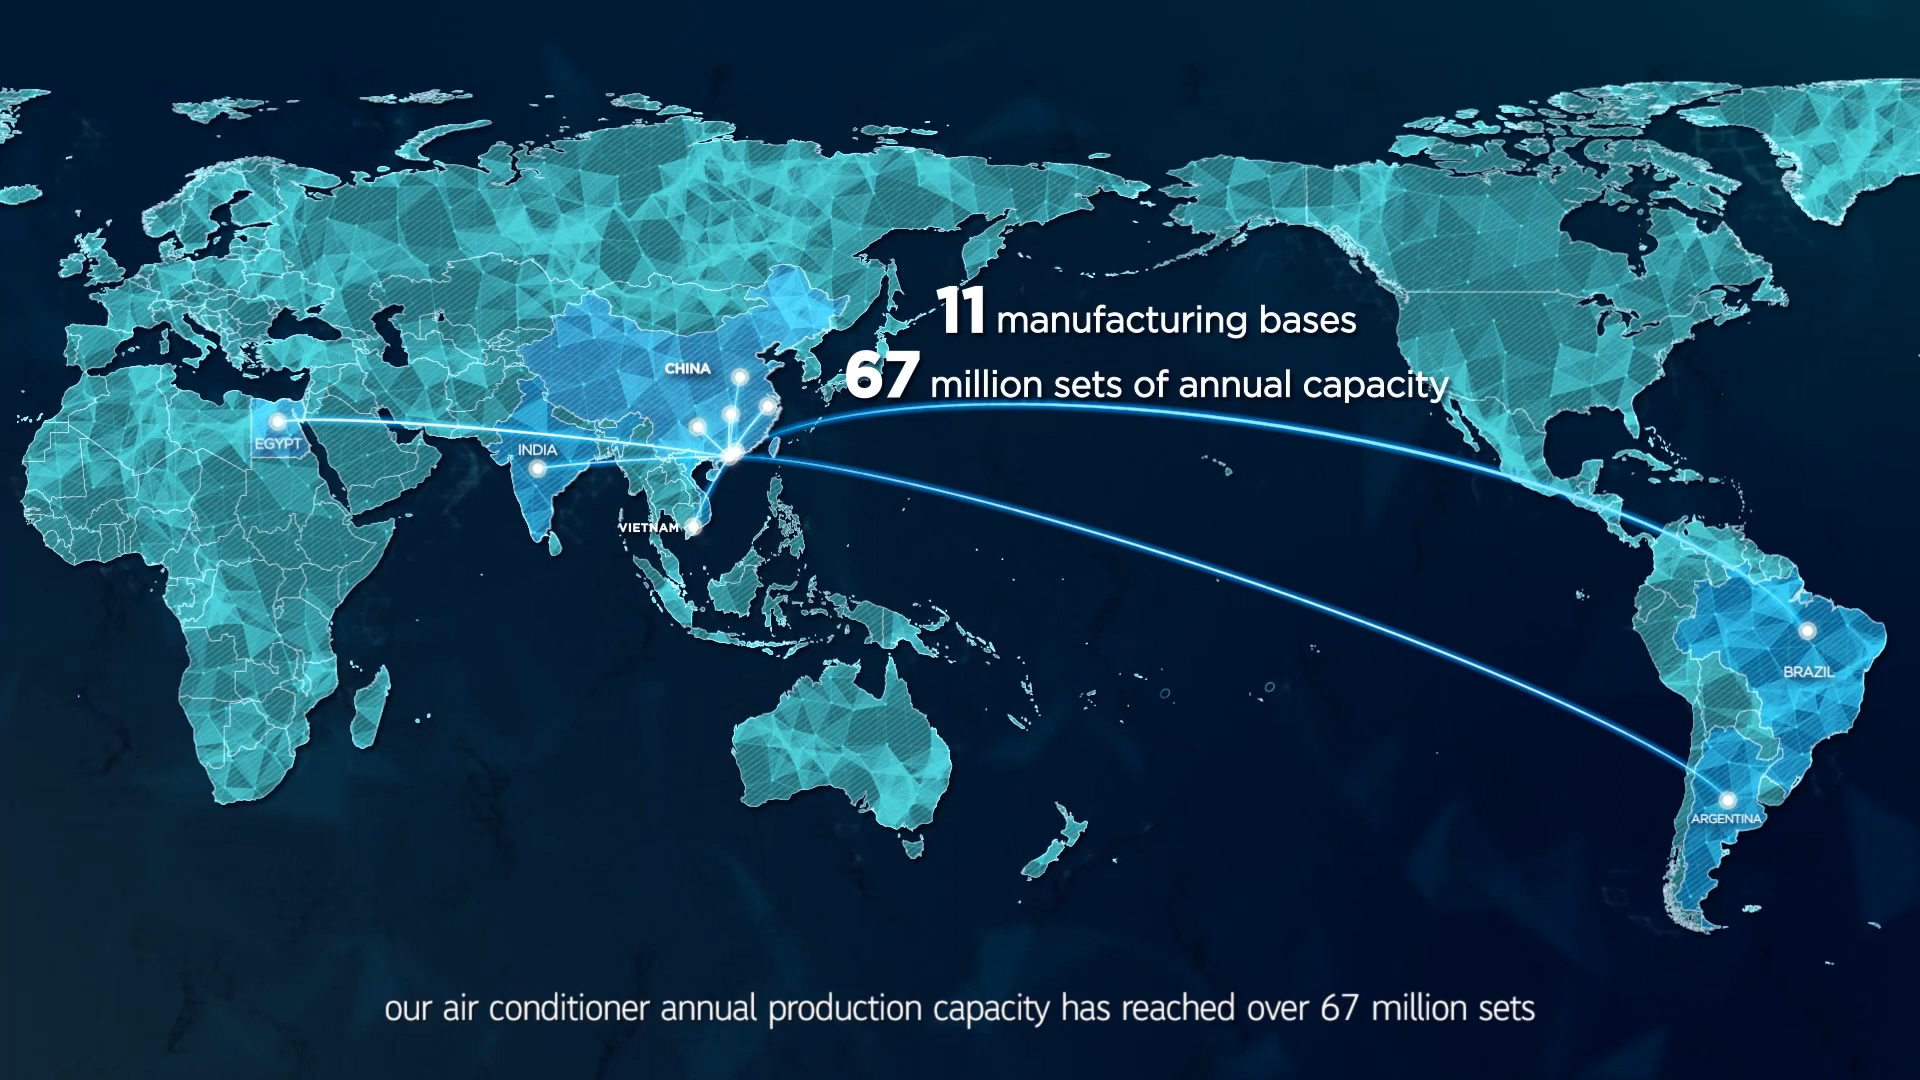 11 manufacturing bases
67 million sets of annual capacity
CHINA
EGYPT
INDIA
VIETNAM
BRAZIL
ARGENTINA
our air conditioner annual production capacity has reached over 67 million sets